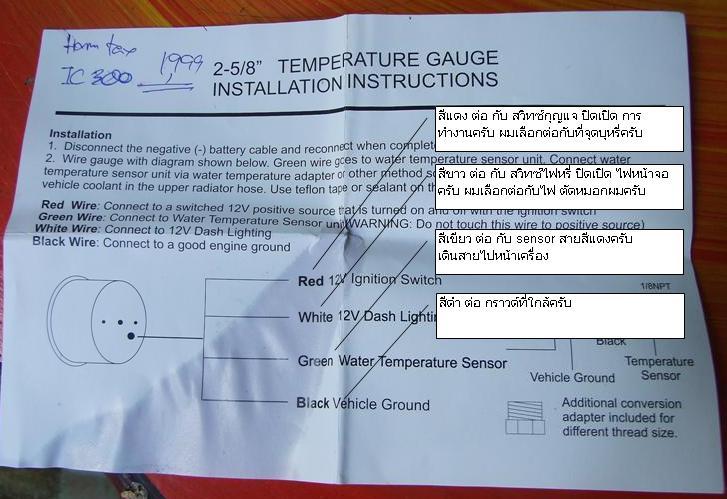 1999
IC 300
2-5/8" TEMPERATURE GAUGE
INSTALLATION INSTRUCTIONS
สีแดง ต่อ กับ สวิทซ์กุญแจ ปิดเปิด การ
ทำงานครับ ผมเลือกต่อกับที่จุดบุหรี่ครับ
Installation
1. Disconnect the negative (-) battery cable and reconnect when complete
2. Wire gauge with diagram shown below. Green wire goes to water temperature sensor unit. Connect water
temperature sensor unit via water temperature adapter or other method
vehicle coolant in the upper radiator hose. Use teflon tape or sealant on
สีขาว ต่อ กับ สวิทซ์ไฟหรี่ ปิดเปิด ไฟหน้าจอ
ครับ ผมเลือกต่อกับไฟ ตัดหมอกผมครับ
Red Wire: Connect to a switched 12V positive source that is turned on and off with the ignition switch
Green Wire: Connect to Water Temperature Sensor unit (WARNING: Do not touch this wire to positive source)
White Wire: Connect to 12V Dash Lighting
Black Wire: Connect to a good engine ground
สีเขียว ต่อ กับ sensor สายสีแดงครับ
เดินสายไปหน้าเครื่อง
Red 12V Ignition Switch
1/8NPT
สีดำ ต่อ กราวด์ที่ใกล้ครับ
White 12V Dash Lighting
Black
Green Water Temperature Sensor
Vehicle Ground
Temperature
Sensor
Black Vehicle Ground
Additional conversion
adapter included for
different thread size.